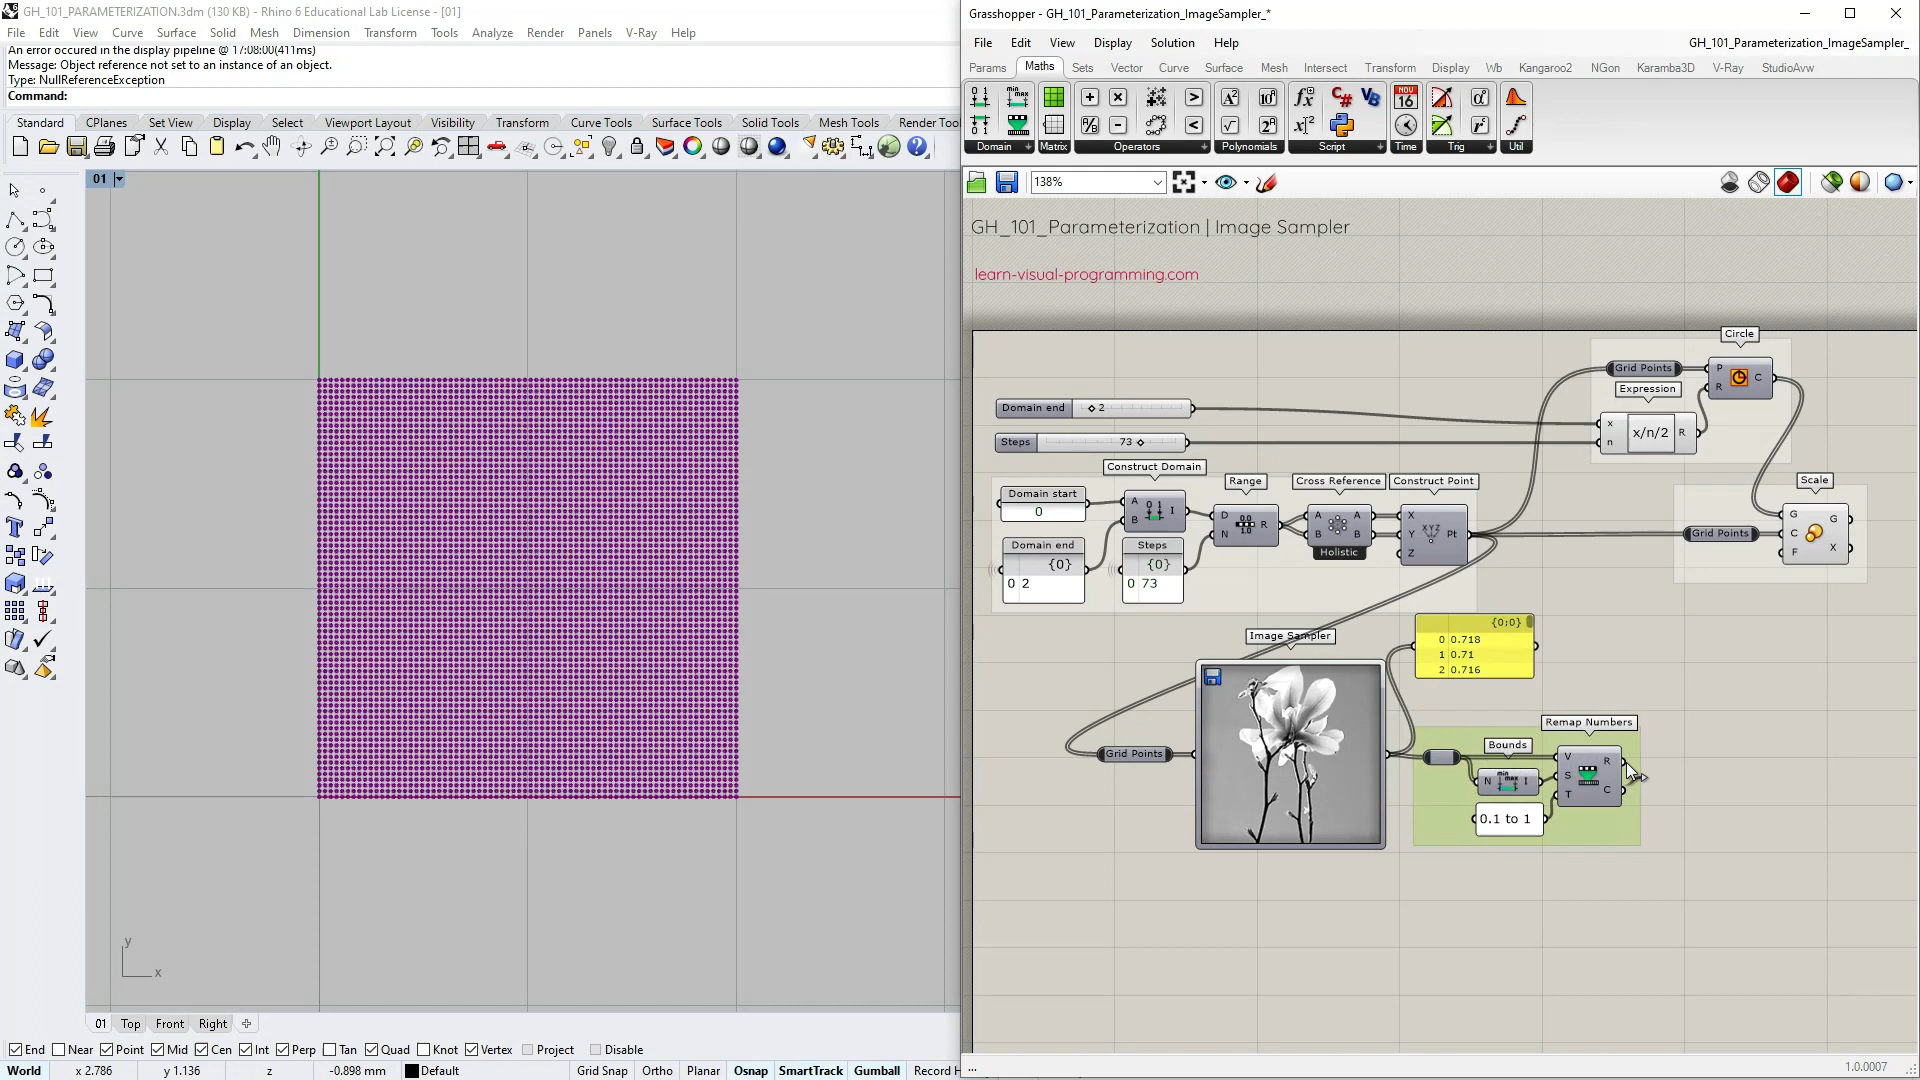 GH_101_PARAMETERIZATION.3dm (130 KB) - Rhino 6 Educational Lab License - [01]
File Edit View Curve Surface Solid Mesh Dimension Transform Tools Analyze Render Panels V-Ray Help
An error occured in the display pipeline @ 17:08:00(411ms)
Message: Object reference not set to an instance of an object.
Type: NullReferenceException
Command:
Standard CPlanes Set View Display Select Viewport Layout Visibility Transform Curve Tools Surface Tools Solid Tools Mesh Tools Render Too
01
y
x
01 Top Front Right
End Near Point Mid Cen Int Perp Tan Quad Knot Vertex Project Disable
World x 2.786 y 1.136 z -0.898 mm Default Grid Snap Ortho Planar Osnap SmartTrack Gumball Record H
Grasshopper - GH_101_Parameterization_ImageSampler_*
File Edit View Display Solution Help GH_101_Parameterization_ImageSampler_
Params Maths Sets Vector Curve Surface Mesh Intersect Transform Display Wb Kangaroo2 NGon Karamba3D V-Ray StudioAvw
Domain Matrix Operators Polynomials Script Time Trig Util
138%
GH_101_Parameterization | Image Sampler
learn-visual-programming.com
Circle
Grid Points P R C
Expression
Domain end 2
x n x/n/2 R
Steps 73
Construct Domain
Range Cross Reference Construct Point
Scale
Domain start
0
A B I
D N R
A B A B
Holistic
X Y Z Pt
Grid Points
G C F G X
Domain end
{0}
0 2
Steps
{0}
0 73
Image Sampler
{0;0}
0 0.718
1 0.71
2 0.716
Remap Numbers
Grid Points
Bounds
N I
V S T R C
0.1 to 1
... 1.0.0007